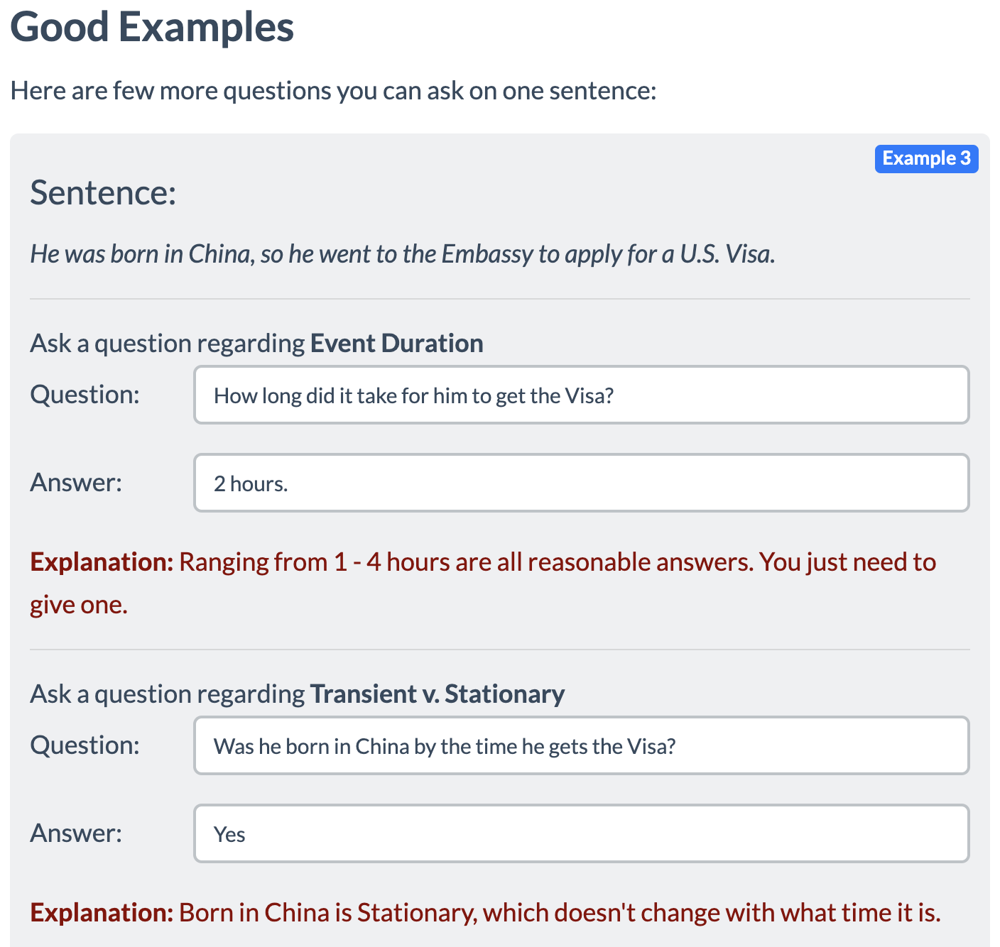 Good Examples
Here are few more questions you can ask on one sentence:
Example 3
Sentence:
He was born in China, so he went to the Embassy to apply for a U.S. Visa.
Ask a question regarding Event Duration
Question: How long did it take for him to get the Visa?
Answer: 2 hours.
Explanation: Ranging from 1 - 4 hours are all reasonable answers. You just need to
give one.
Ask a question regarding Transient v. Stationary
Question: Was he born in China by the time he gets the Visa?
Answer: Yes
Explanation: Born in China is Stationary, which doesn't change with what time it is.